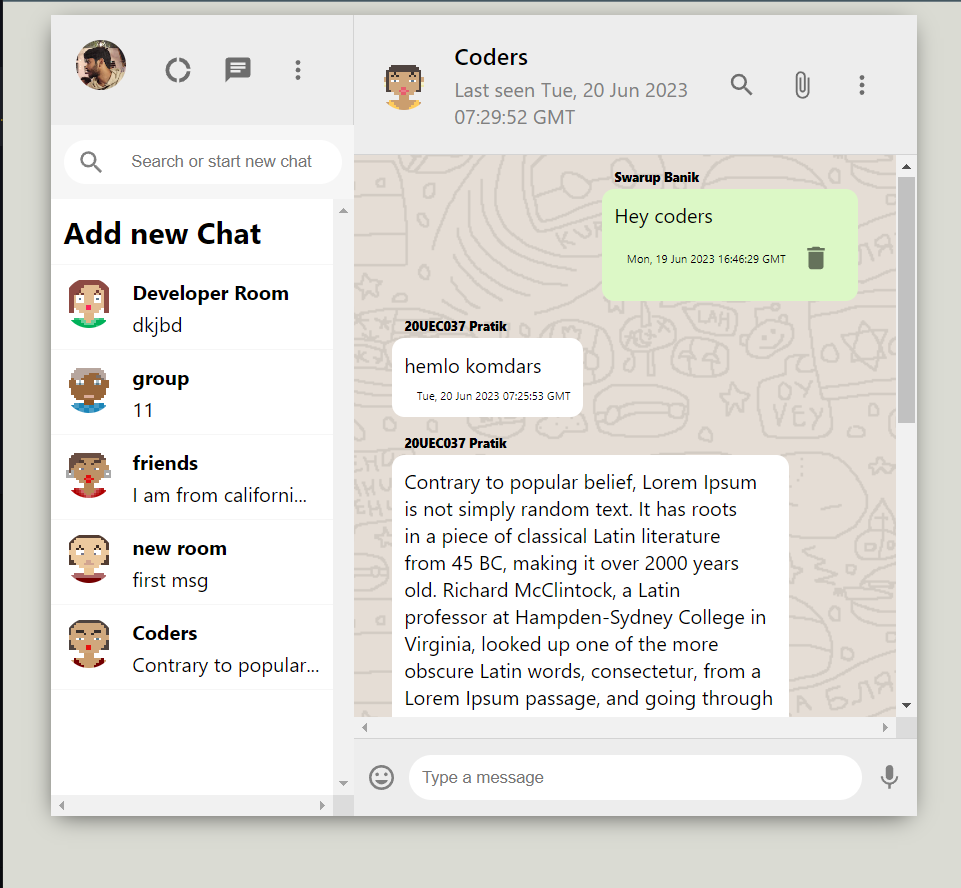 Coders
Last seen Tue, 20 Jun 2023
07:29:52 GMT
Search or start new chat
Add new Chat
Developer Room
dkjbd
group
11
friends
I am from californi...
new room
first msg
Coders
Contrary to popular...
Swarup Banik
Hey coders
Mon, 19 Jun 2023 16:46:29 GMT
20UEC037 Pratik
hemlo komdars
Tue, 20 Jun 2023 07:25:53 GMT
20UEC037 Pratik
Contrary to popular belief, Lorem Ipsum
is not simply random text. It has roots
in a piece of classical Latin literature
from 45 BC, making it over 2000 years
old. Richard McClintock, a Latin
professor at Hampden-Sydney College in
Virginia, looked up one of the more
obscure Latin words, consectetur, from a
Lorem Ipsum passage, and going through
LAH
OY
VEY
Type a message